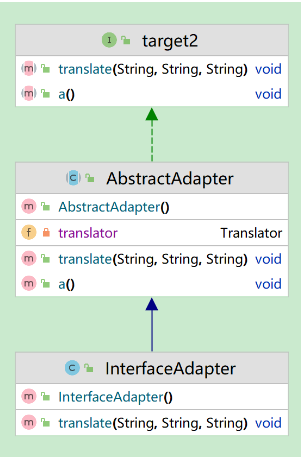 I target2
m translate(String, String, String) void
m a() void
C AbstractAdapter
m AbstractAdapter()
f translator Translator
m translate(String, String, String) void
m a() void
C InterfaceAdapter
m InterfaceAdapter()
m translate(String, String, String) void